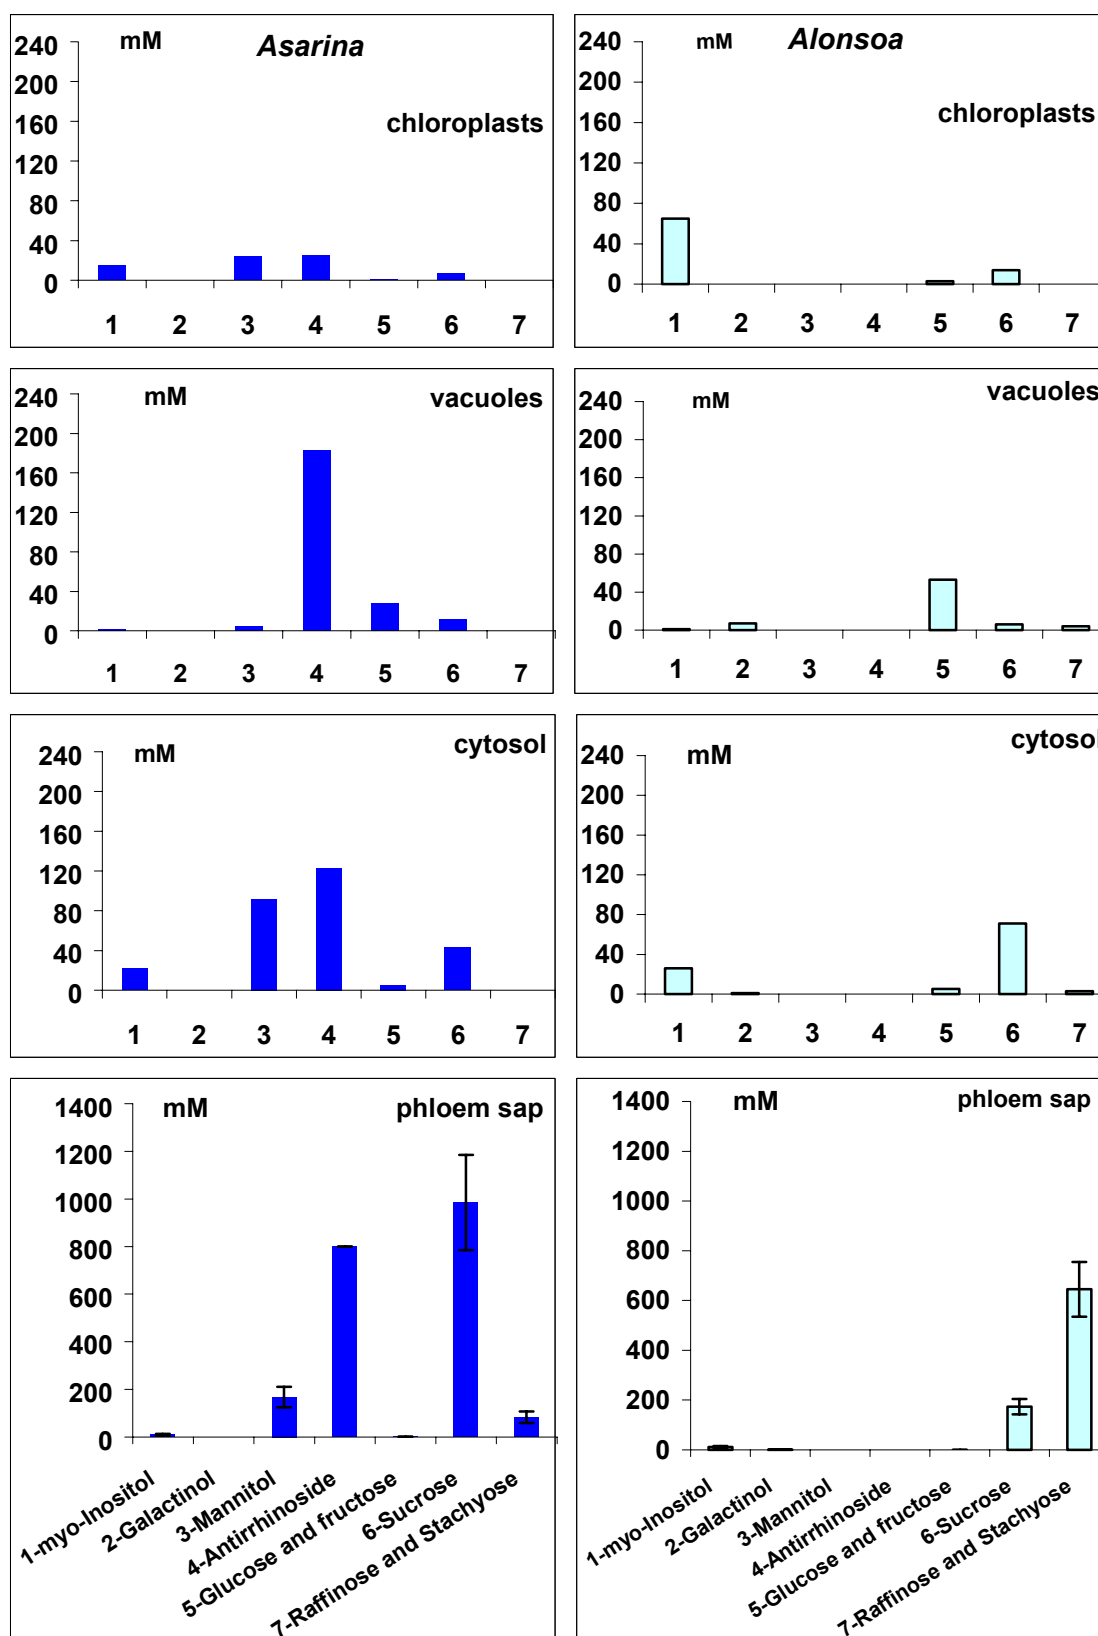 mM Asarina
chloroplasts
240
200
160
120
80
40
0
1 2 3 4 5 6 7
mM Alonsoa
chloroplasts
240
200
160
120
80
40
0
1 2 3 4 5 6 7
mM vacuoles
240
200
160
120
80
40
0
1 2 3 4 5 6 7
mM vacuoles
240
200
160
120
80
40
0
1 2 3 4 5 6 7
mM cytosol
240
200
160
120
80
40
0
1 2 3 4 5 6 7
mM cytosol
240
200
160
120
80
40
0
1 2 3 4 5 6 7
mM phloem sap
1400
1200
1000
800
600
400
200
0
1-myo-Inositol
2-Galactinol
3-Mannitol
4-Antirrhinoside
5-Glucose and fructose
6-Sucrose
7-Raffinose and Stachyose
mM phloem sap
1400
1200
1000
800
600
400
200
0
1-myo-Inositol
2-Galactinol
3-Mannitol
4-Antirrhinoside
5-Glucose and fructose
6-Sucrose
7-Raffinose and Stachyose